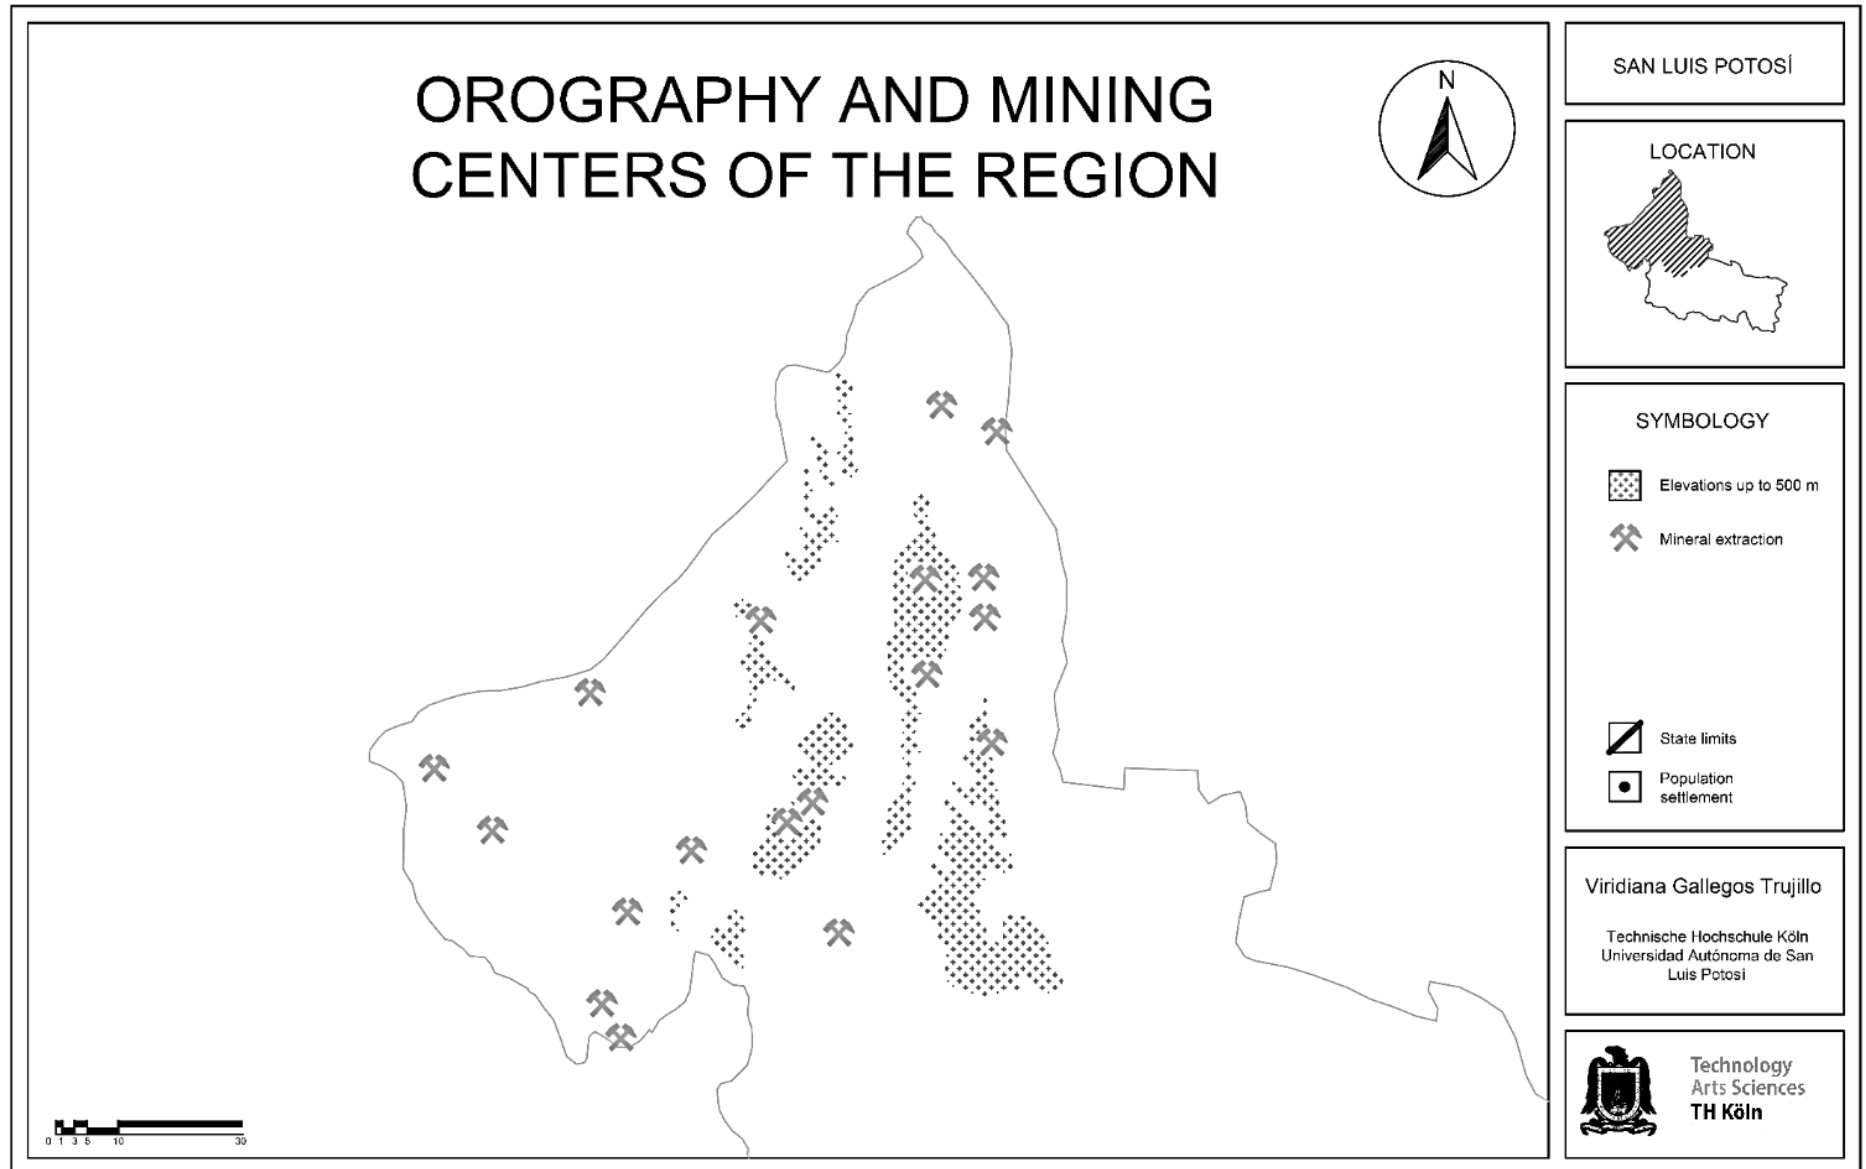 OROGRAPHY AND MINING
CENTERS OF THE REGION
N
0 1 3 5 10 30
SAN LUIS POTOSÍ
LOCATION
SYMBOLOGY
Elevations up to 500 m
Mineral extraction
State limits
Population
settlement
Viridiana Gallegos Trujillo
Technische Hochschule Köln
Universidad Autónoma de San
Luis Potosi
Technology
Arts Sciences
TH Köln